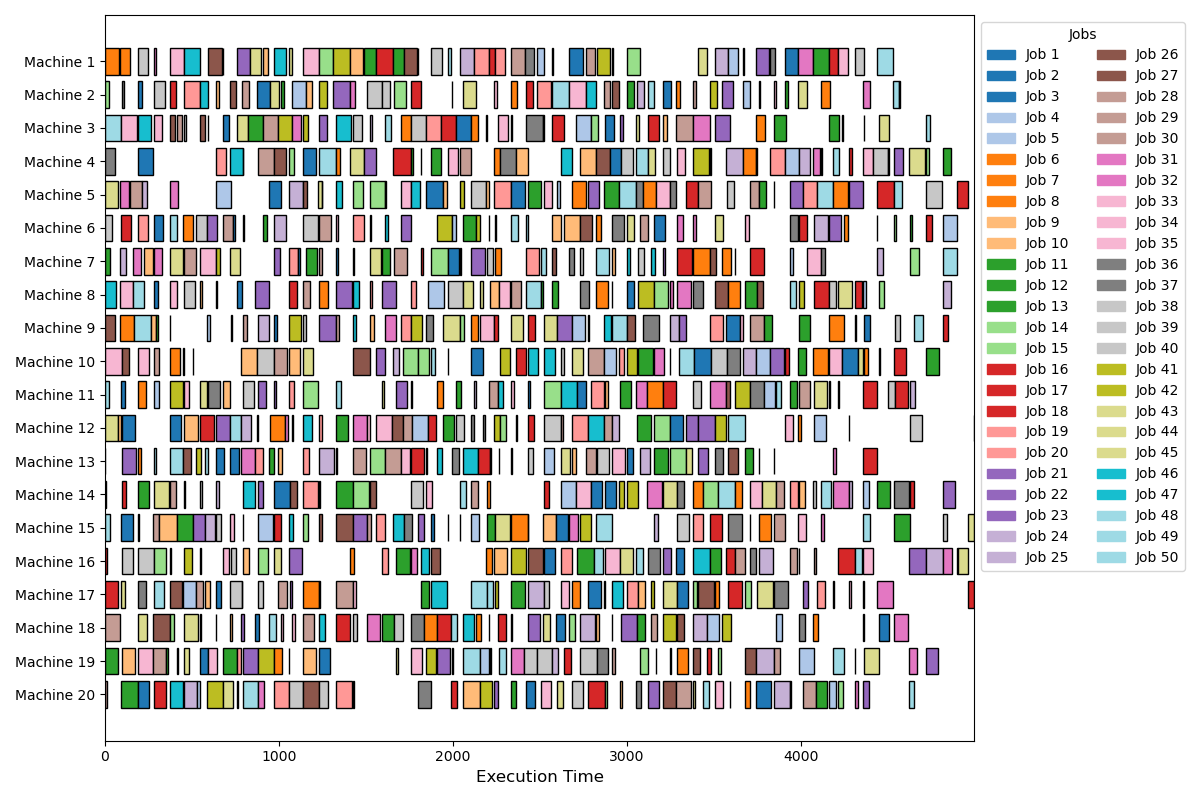 Machine 1
Machine 2
Machine 3
Machine 4
Machine 5
Machine 6
Machine 7
Machine 8
Machine 9
Machine 10
Machine 11
Machine 12
Machine 13
Machine 14
Machine 15
Machine 16
Machine 17
Machine 18
Machine 19
Machine 20
0 1000 2000 3000 4000
Execution Time
Jobs
Job 1 Job 26
Job 2 Job 27
Job 3 Job 28
Job 4 Job 29
Job 5 Job 30
Job 6 Job 31
Job 7 Job 32
Job 8 Job 33
Job 9 Job 34
Job 10 Job 35
Job 11 Job 36
Job 12 Job 37
Job 13 Job 38
Job 14 Job 39
Job 15 Job 40
Job 16 Job 41
Job 17 Job 42
Job 18 Job 43
Job 19 Job 44
Job 20 Job 45
Job 21 Job 46
Job 22 Job 47
Job 23 Job 48
Job 24 Job 49
Job 25 Job 50